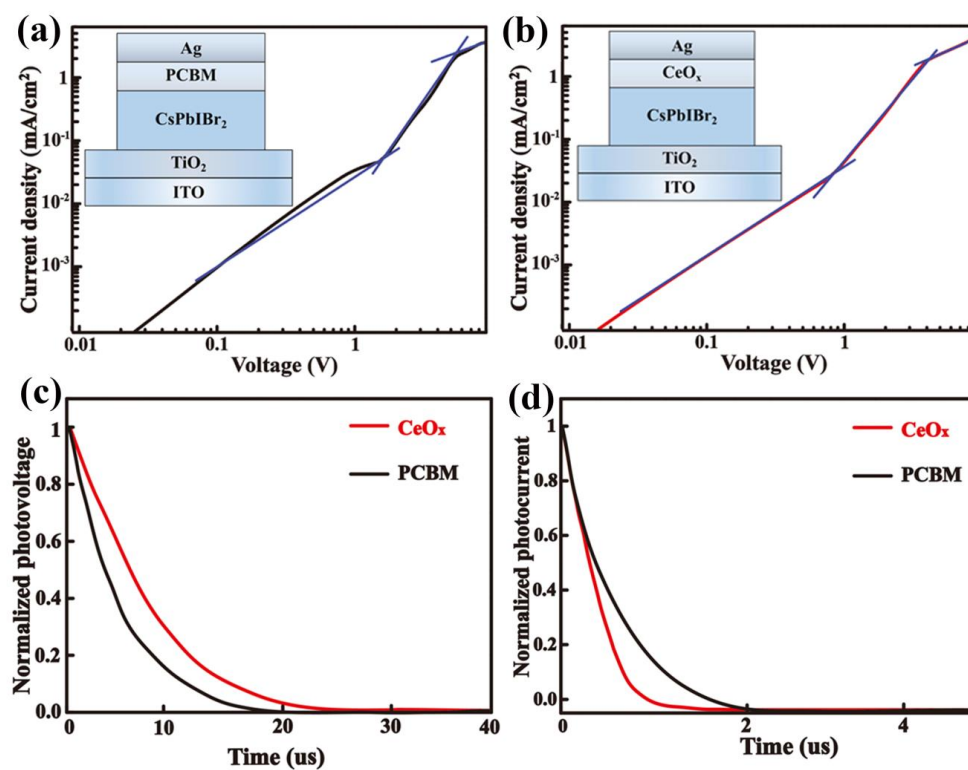 (a)
Current density (mA/cm²)
1
10⁻¹
10⁻²
10⁻³
Ag
PCBM
CsPbIBr₂
TiO₂
ITO
0.01 0.1 1
Voltage (V)
(b)
Current density (mA/cm²)
1
10⁻¹
10⁻²
10⁻³
Ag
CeOₓ
CsPbIBr₂
TiO₂
ITO
0.01 0.1 1
Voltage (V)
(c)
Normalized photovoltage
1
0.8
0.6
0.4
0.2
0.0
CeOₓ
PCBM
0 10 20 30 40
Time (us)
(d)
Normalized photocurrent
1
0.8
0.6
0.4
0.2
0.0
CeOₓ
PCBM
0 2 4
Time (us)